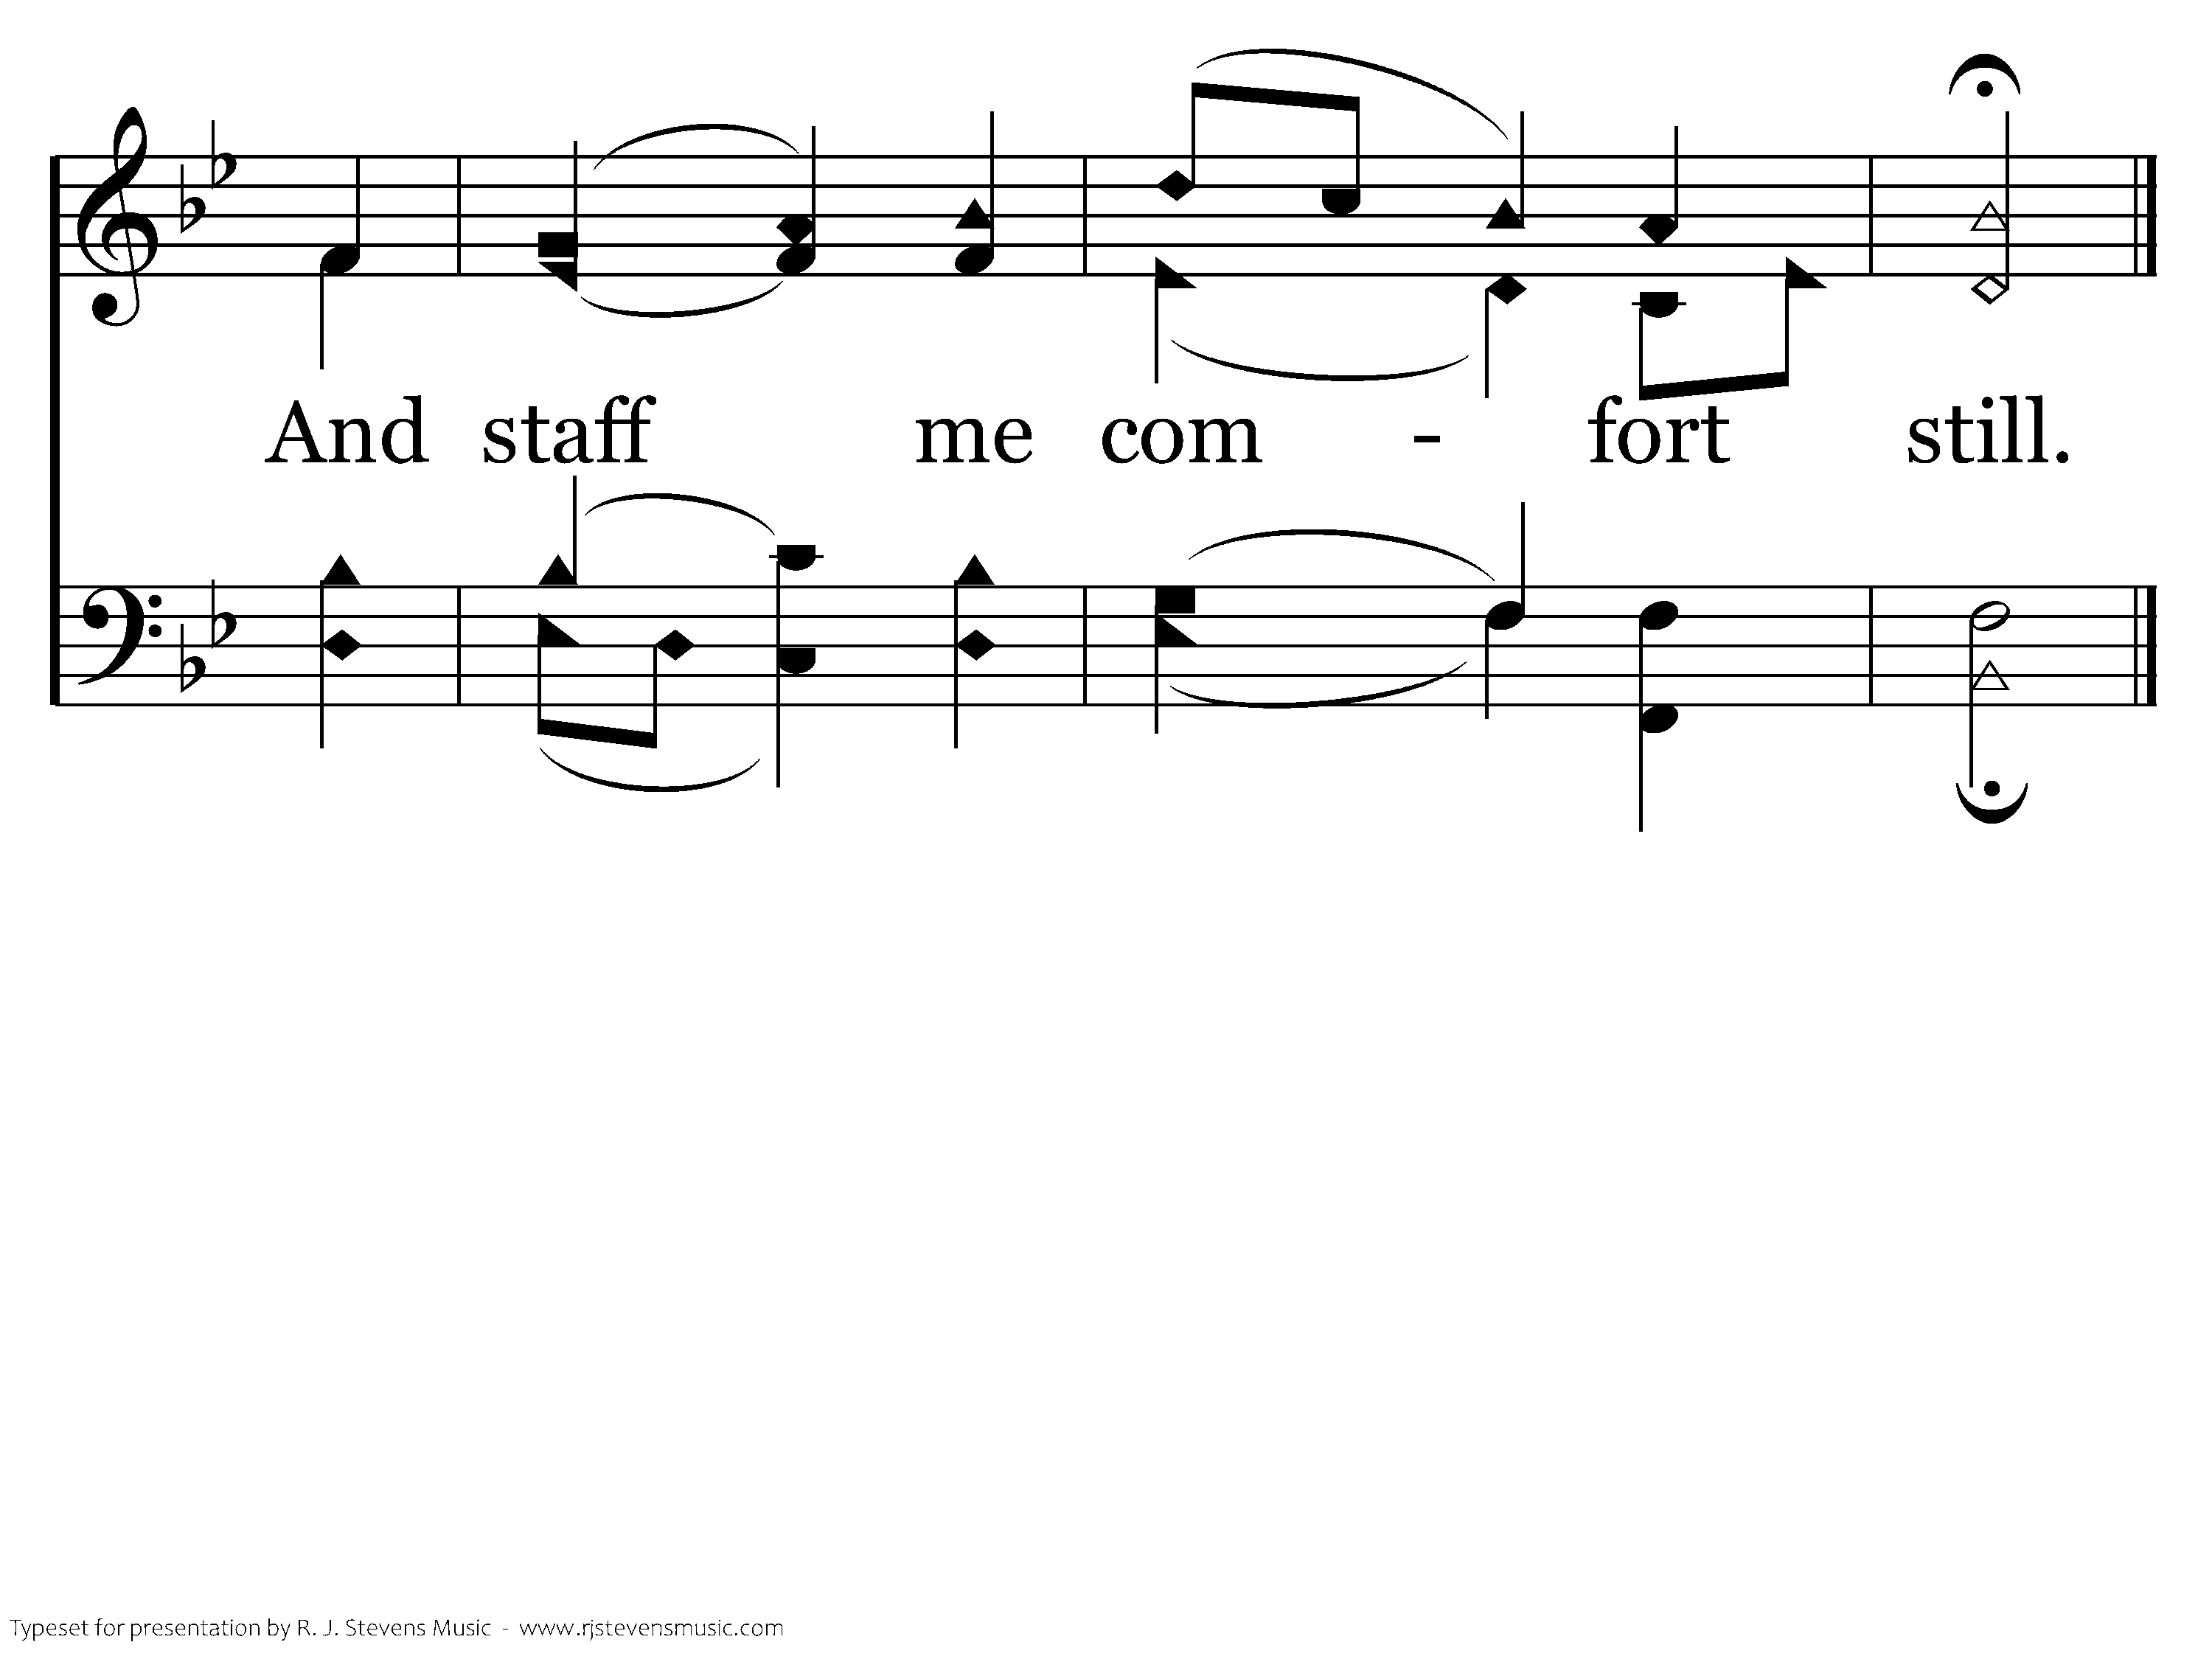 And staff me com - fort still.
Typeset for presentation by R. J. Stevens Music - www.rjstevensmusic.com